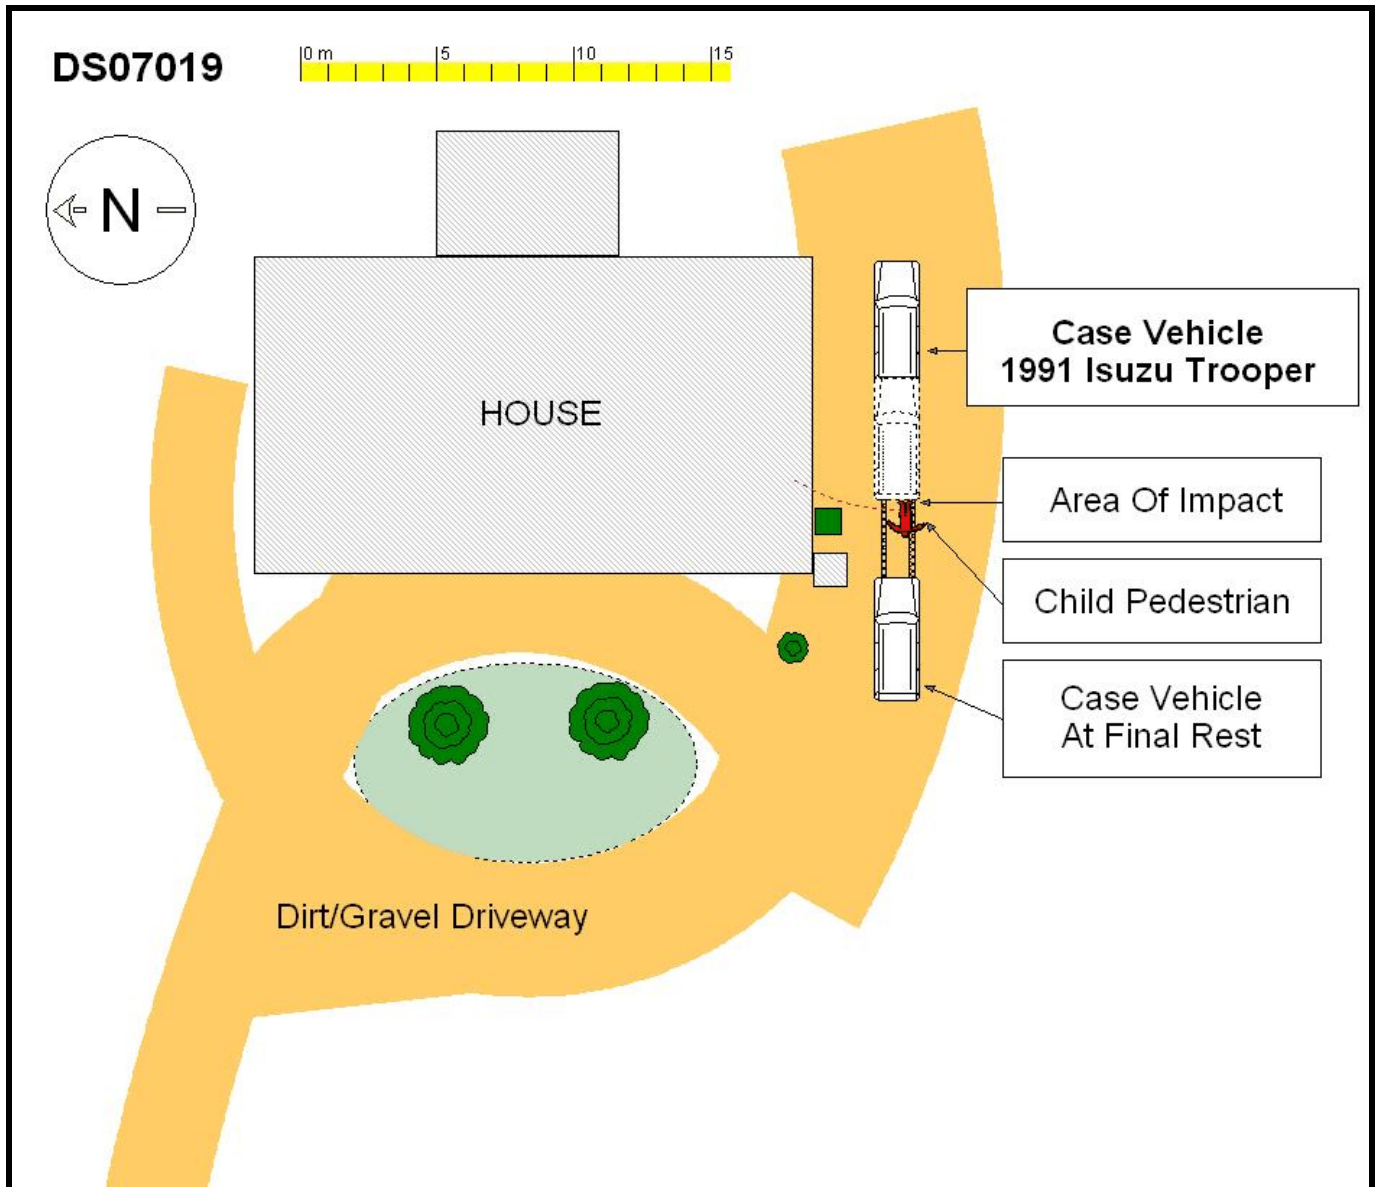 DS07019
0 m 5 10 15
N
Case Vehicle
1991 Isuzu Trooper
HOUSE
Area Of Impact
Child Pedestrian
Case Vehicle
At Final Rest
Dirt/Gravel Driveway